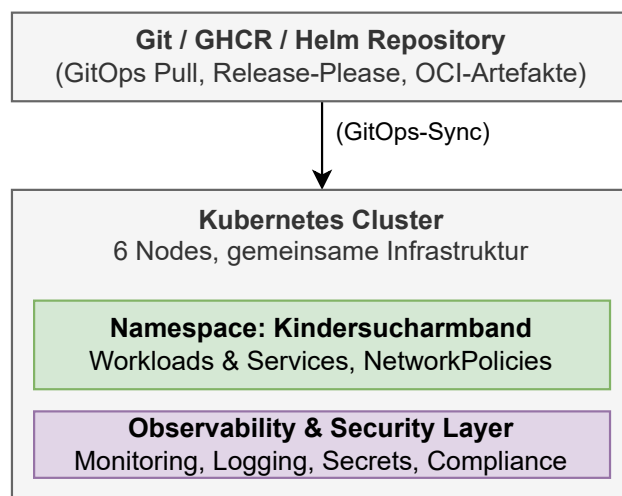 Git / GHCR / Helm Repository
(GitOps Pull, Release-Please, OCI-Artefakte)
(GitOps-Sync)
Kubernetes Cluster
6 Nodes, gemeinsame Infrastruktur
Namespace: Kindersucharmband
Workloads & Services, NetworkPolicies
Observability & Security Layer
Monitoring, Logging, Secrets, Compliance